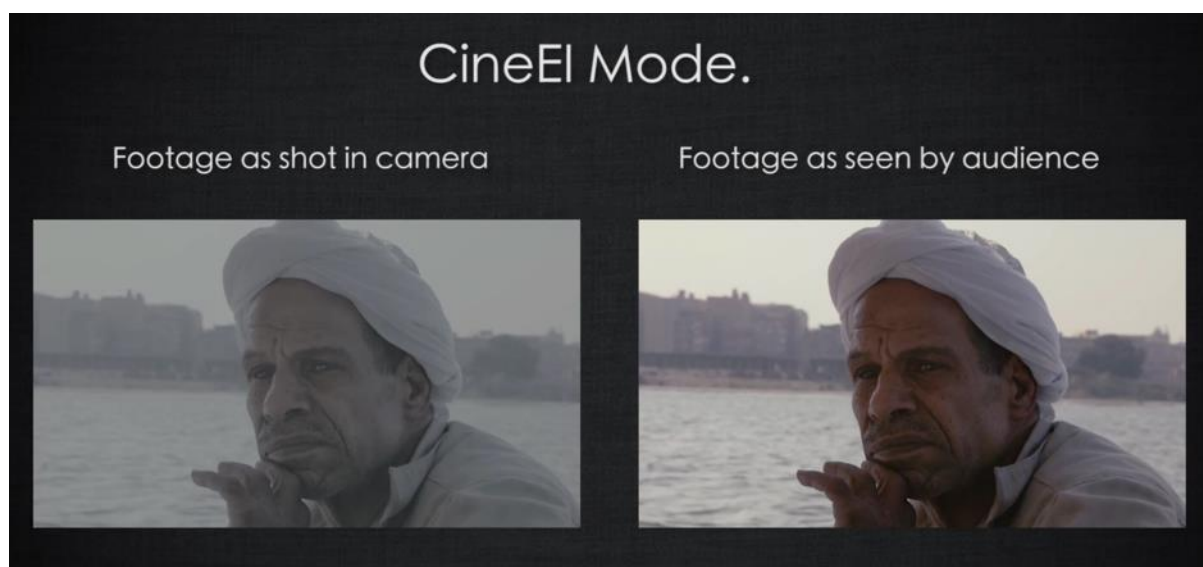 CineEI Mode.
Footage as shot in camera
Footage as seen by audience